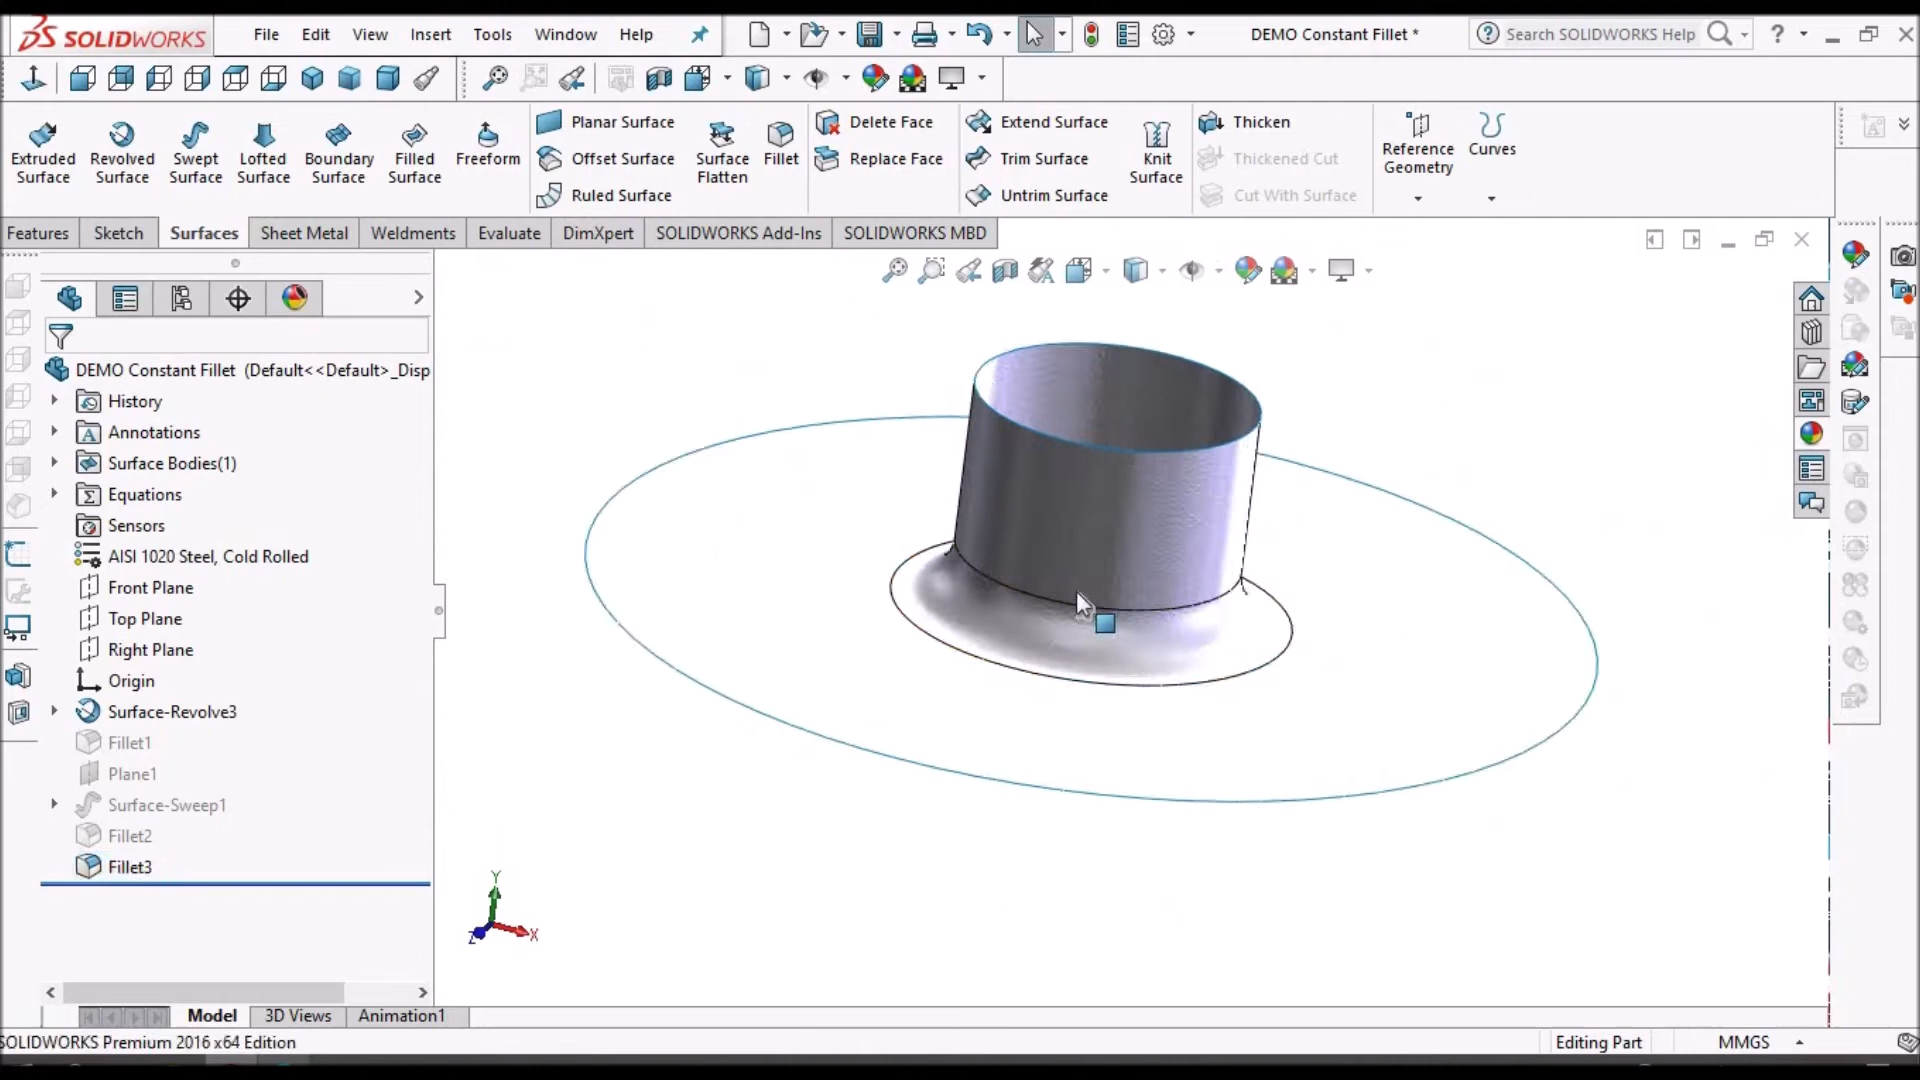 SOLIDWORKS File Edit View Insert Tools Window Help DEMO Constant Fillet * Search SOLIDWORKS Help ?
Extruded Surface
Revolved Surface
Swept Surface
Lofted Surface
Boundary Surface
Filled Surface
Freeform
Planar Surface
Offset Surface
Ruled Surface
Surface Flatten
Fillet
Delete Face
Replace Face
Extend Surface
Trim Surface
Untrim Surface
Knit Surface
Thicken
Thickened Cut
Cut With Surface
Reference Geometry
Curves
Features Sketch Surfaces Sheet Metal Weldments Evaluate DimXpert SOLIDWORKS Add-Ins SOLIDWORKS MBD
DEMO Constant Fillet (Default<<Default>_Disp
History
Annotations
Surface Bodies(1)
Equations
Sensors
AISI 1020 Steel, Cold Rolled
Front Plane
Top Plane
Right Plane
Origin
Surface-Revolve3
Fillet1
Plane1
Surface-Sweep1
Fillet2
Fillet3
Y
X
Z
Model 3D Views Animation1
SOLIDWORKS Premium 2016 x64 Edition Editing Part MMGS